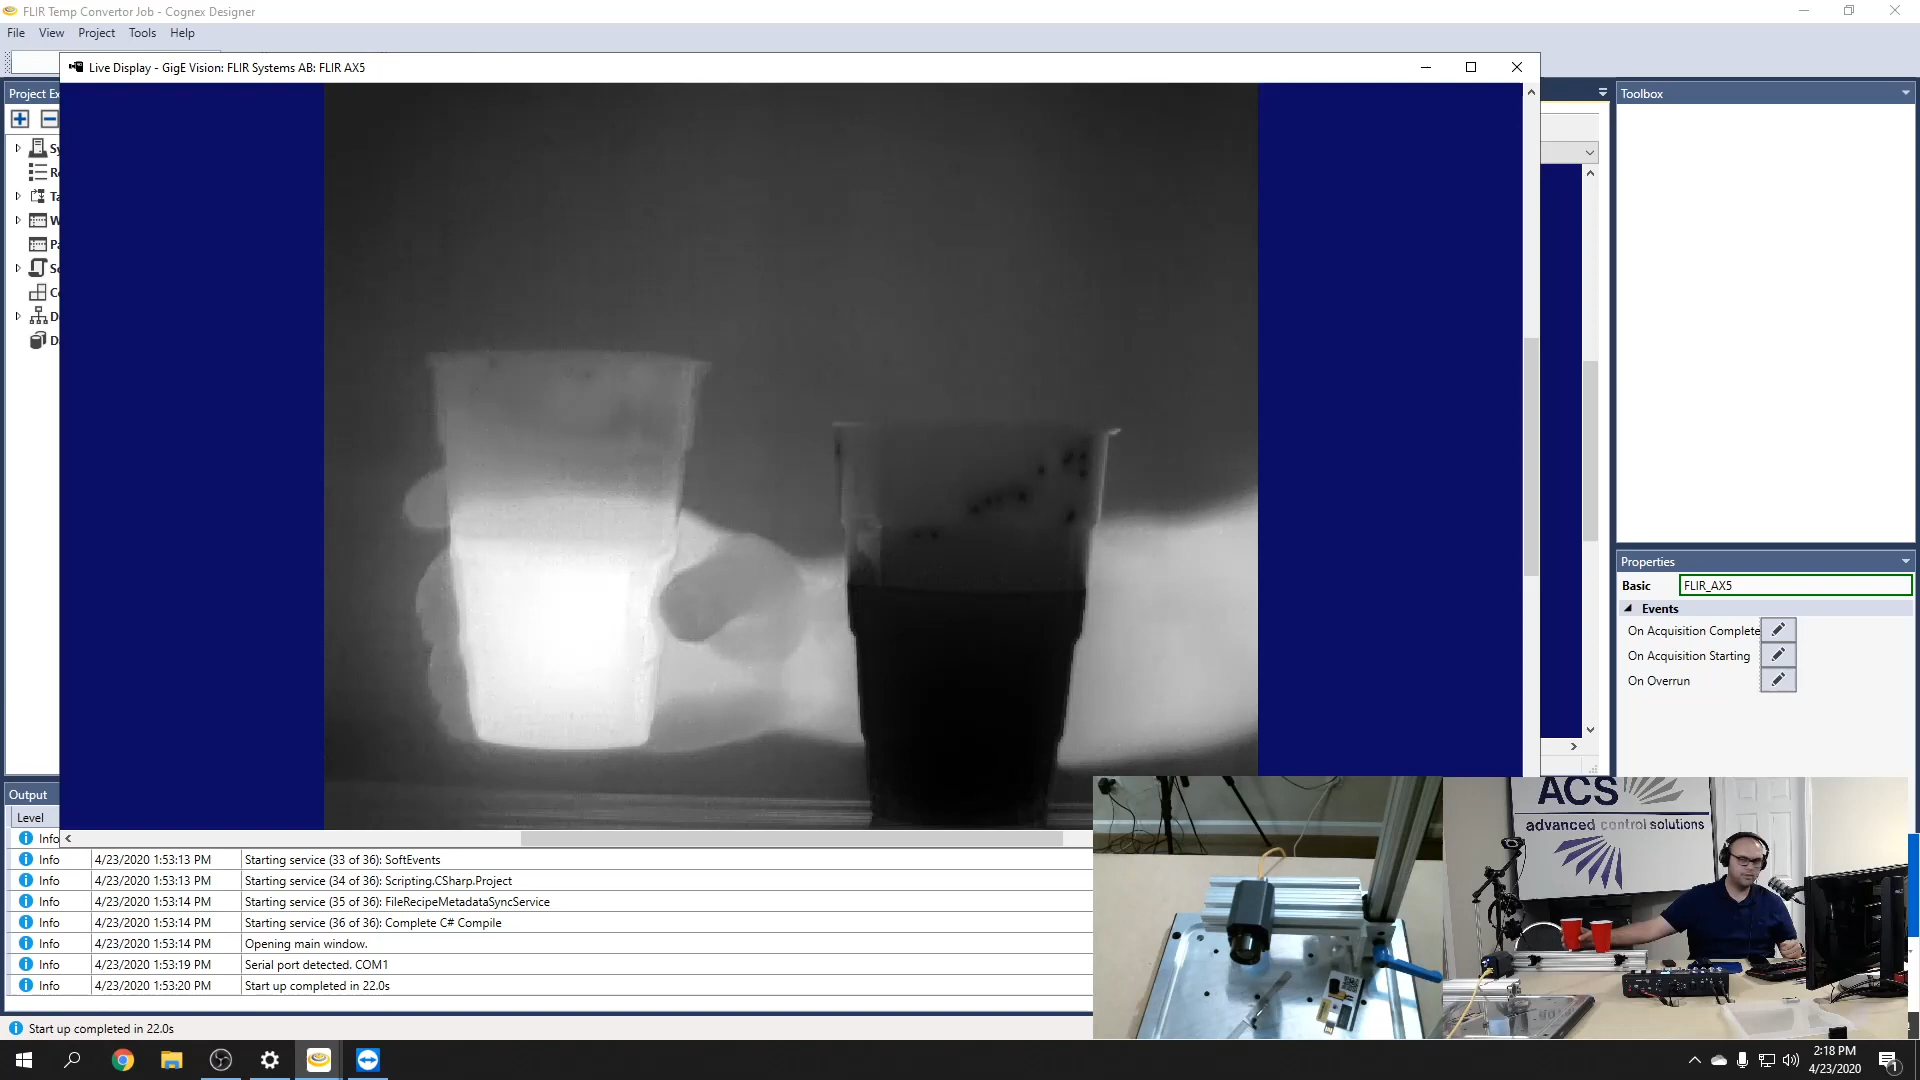 FLIR Temp Convertor Job - Cognex Designer
File View Project Tools Help
Live Display - GigE Vision: FLIR Systems AB: FLIR AX5
Project Ex
Toolbox
Sy
Re
Ta
W
Pa
Sc
Co
D
D
Properties
Basic FLIR_AX5
Events
On Acquisition Complete
On Acquisition Starting
On Overrun
Output
Level
Info
Info 4/23/2020 1:53:13 PM Starting service (33 of 36): SoftEvents
Info 4/23/2020 1:53:13 PM Starting service (34 of 36): Scripting.CSharp.Project
Info 4/23/2020 1:53:14 PM Starting service (35 of 36): FileRecipeMetadataSyncService
Info 4/23/2020 1:53:14 PM Starting service (36 of 36): Complete C# Compile
Info 4/23/2020 1:53:14 PM Opening main window.
Info 4/23/2020 1:53:19 PM Serial port detected. COM1
Info 4/23/2020 1:53:20 PM Start up completed in 22.0s
Start up completed in 22.0s
ACS
advanced control solutions
2:18 PM
4/23/2020
1